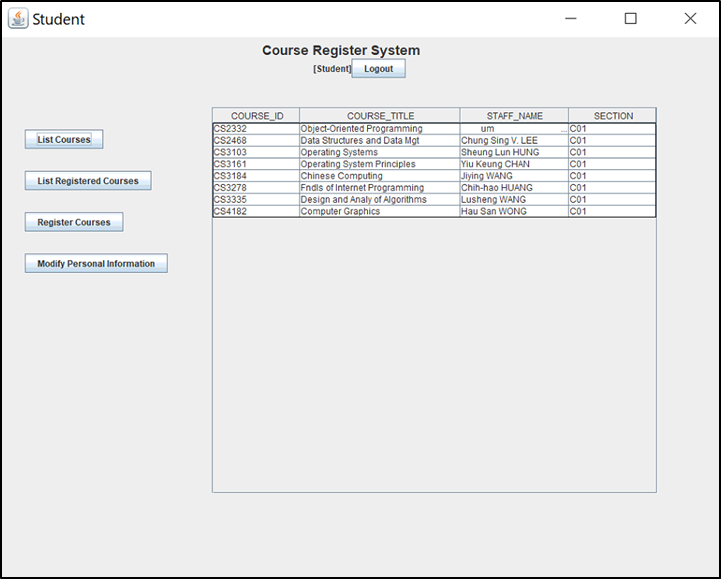 Student
Course Register System
[Student] Logout
List Courses
List Registered Courses
Register Courses
Modify Personal Information
COURSE_ID COURSE_TITLE STAFF_NAME SECTION
CS2332 Object-Oriented Programming um ... C01
CS2468 Data Structures and Data Mgt Chung Sing V. LEE C01
CS3103 Operating Systems Sheung Lun HUNG C01
CS3161 Operating System Principles Yiu Keung CHAN C01
CS3184 Chinese Computing Jiying WANG C01
CS3278 Fndls of Internet Programming Chih-hao HUANG C01
CS3335 Design and Analy of Algorithms Lusheng WANG C01
CS4182 Computer Graphics Hau San WONG C01